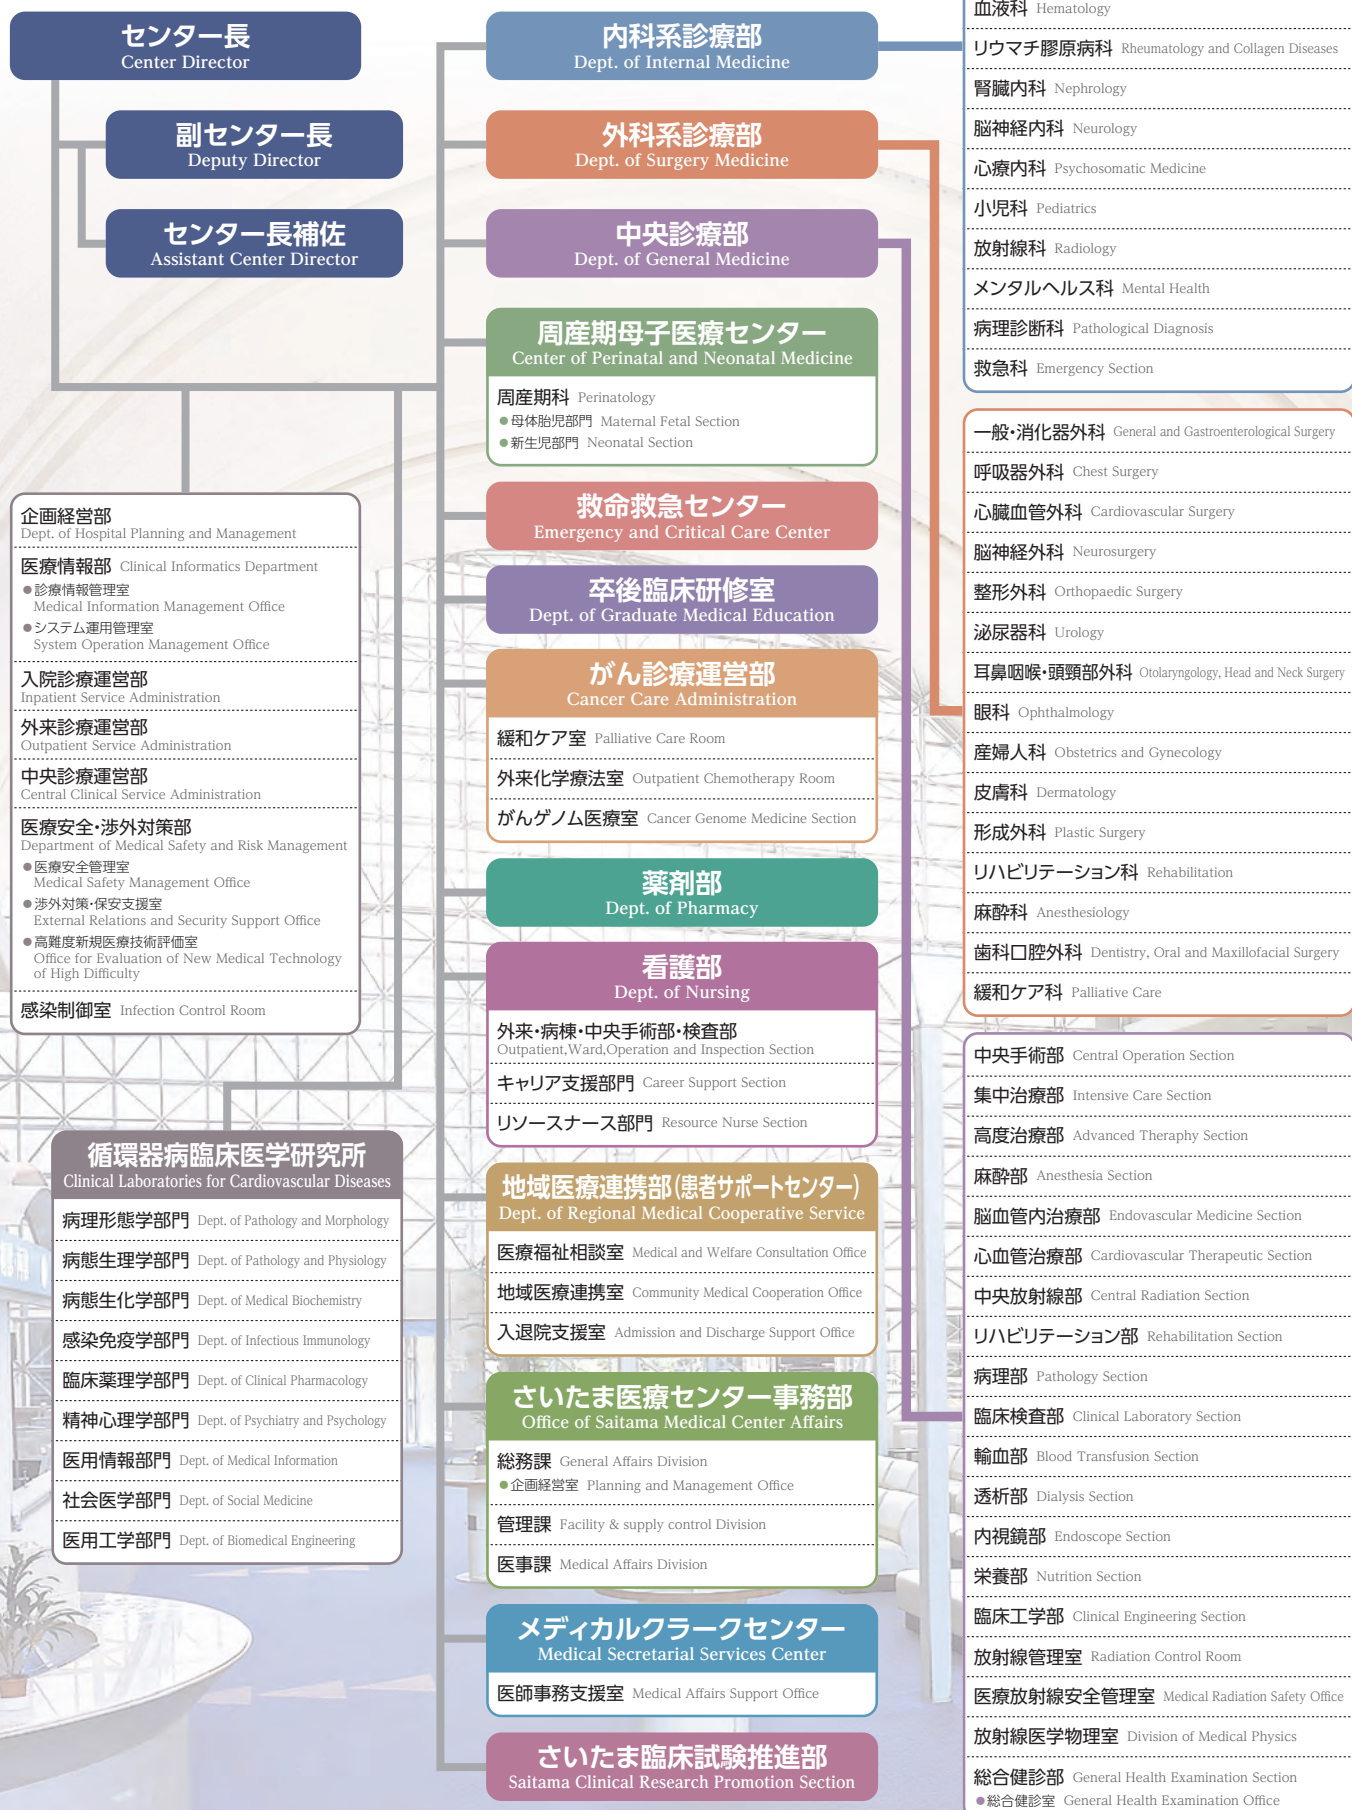 センター長
Center Director
副センター長
Deputy Director
センター長補佐
Assistant Center Director
企画経営部
Dept. of Hospital Planning and Management
医療情報部 Clinical Informatics Department
●診療情報管理室
Medical Information Management Office
●システム運用管理室
System Operation Management Office
入院診療運営部
Inpatient Service Administration
外来診療運営部
Outpatient Service Administration
中央診療運営部
Central Clinical Service Administration
医療安全・渉外対策部
Department of Medical Safety and Risk Management
●医療安全管理室
Medical Safety Management Office
●渉外対策・保安支援室
External Relations and Security Support Office
●高難度新規医療技術評価室
Office for Evaluation of New Medical Technology
of High Difficulty
感染制御室 Infection Control Room
循環器病臨床医学研究所
Clinical Laboratories for Cardiovascular Diseases
病理形態学部門 Dept. of Pathology and Morphology
病態生理学部門 Dept. of Pathology and Physiology
病態生化学部門 Dept. of Medical Biochemistry
感染免疫学部門 Dept. of Infectious Immunology
臨床薬理学部門 Dept. of Clinical Pharmacology
精神心理学部門 Dept. of Psychiatry and Psychology
医用情報部門 Dept. of Medical Information
社会医学部門 Dept. of Social Medicine
医用工学部門 Dept. of Biomedical Engineering
内科系診療部
Dept. of Internal Medicine
外科系診療部
Dept. of Surgery Medicine
中央診療部
Dept. of General Medicine
周産期母子医療センター
Center of Perinatal and Neonatal Medicine
周産期科 Perinatology
●母体胎児部門 Maternal Fetal Section
●新生児部門 Neonatal Section
救命救急センター
Emergency and Critical Care Center
卒後臨床研修室
Dept. of Graduate Medical Education
がん診療運営部
Cancer Care Administration
緩和ケア室 Palliative Care Room
外来化学療法室 Outpatient Chemotherapy Room
がんゲノム医療室 Cancer Genome Medicine Section
薬剤部
Dept. of Pharmacy
看護部
Dept. of Nursing
外来・病棟・中央手術部・検査部
Outpatient,Ward,Operation and Inspection Section
キャリア支援部門 Career Support Section
リソースナース部門 Resource Nurse Section
地域医療連携部(患者サポートセンター)
Dept. of Regional Medical Cooperative Service
医療福祉相談室 Medical and Welfare Consultation Office
地域医療連携室 Community Medical Cooperation Office
入退院支援室 Admission and Discharge Support Office
さいたま医療センター事務部
Office of Saitama Medical Center Affairs
総務課 General Affairs Division
●企画経営室 Planning and Management Office
管理課 Facility & supply control Division
医事課 Medical Affairs Division
メディカルクラークセンター
Medical Secretarial Services Center
医師事務支援室 Medical Affairs Support Office
さいたま臨床試験推進部
Saitama Clinical Research Promotion Section
血液科 Hematology
リウマチ膠原病科 Rheumatology and Collagen Diseases
腎臓内科 Nephrology
脳神経内科 Neurology
心療内科 Psychosomatic Medicine
小児科 Pediatrics
放射線科 Radiology
メンタルヘルス科 Mental Health
病理診断科 Pathological Diagnosis
救急科 Emergency Section
一般・消化器外科 General and Gastroenterological Surgery
呼吸器外科 Chest Surgery
心臓血管外科 Cardiovascular Surgery
脳神経外科 Neurosurgery
整形外科 Orthopaedic Surgery
泌尿器科 Urology
耳鼻咽喉・頭頸部外科 Otolaryngology, Head and Neck Surgery
眼科 Ophthalmology
産婦人科 Obstetrics and Gynecology
皮膚科 Dermatology
形成外科 Plastic Surgery
リハビリテーション科 Rehabilitation
麻酔科 Anesthesiology
歯科口腔外科 Dentistry, Oral and Maxillofacial Surgery
緩和ケア科 Palliative Care
中央手術部 Central Operation Section
集中治療部 Intensive Care Section
高度治療部 Advanced Theraphy Section
麻酔部 Anesthesia Section
脳血管内治療部 Endovascular Medicine Section
心血管治療部 Cardiovascular Therapeutic Section
中央放射線部 Central Radiation Section
リハビリテーション部 Rehabilitation Section
病理部 Pathology Section
臨床検査部 Clinical Laboratory Section
輸血部 Blood Transfusion Section
透析部 Dialysis Section
内視鏡部 Endoscope Section
栄養部 Nutrition Section
臨床工学部 Clinical Engineering Section
放射線管理室 Radiation Control Room
医療放射線安全管理室 Medical Radiation Safety Office
放射線医学物理室 Division of Medical Physics
総合健診部 General Health Examination Section
●総合健診室 General Health Examination Office